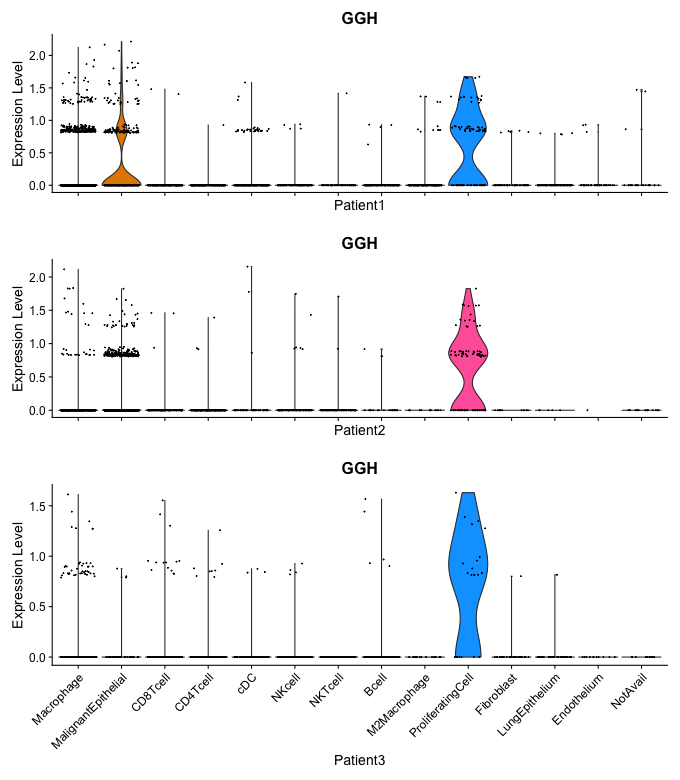 GGH
Expression Level
2.0
1.5
1.0
0.5
0.0
Patient1
GGH
Expression Level
2.0
1.5
1.0
0.5
0.0
Patient2
GGH
Expression Level
1.5
1.0
0.5
0.0
Macrophage
MalignantEpithelial
CD8Tcell
CD4Tcell
cDC
NKcell
NKTcell
Bcell
M2Macrophage
ProliferatingCell
Fibroblast
LungEpithelium
Endothelium
NotAvail
Patient3